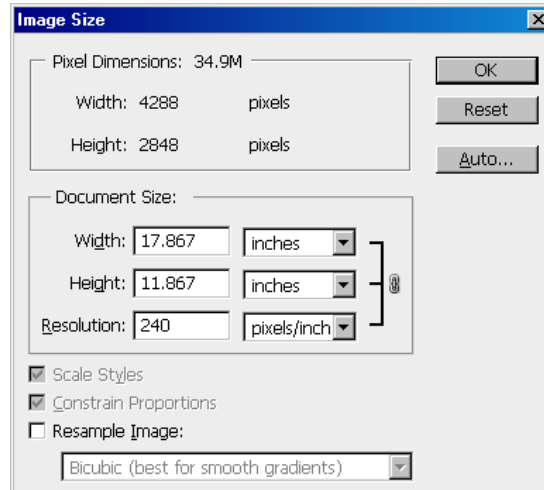 Image Size
Pixel Dimensions: 34.9M
OK
Width: 4288 pixels
Reset
Height: 2848 pixels
Auto...
Document Size:
Width: 17.867 inches
Height: 11.867 inches
Resolution: 240 pixels/inch
Scale Styles
Constrain Proportions
Resample Image:
Bicubic (best for smooth gradients)